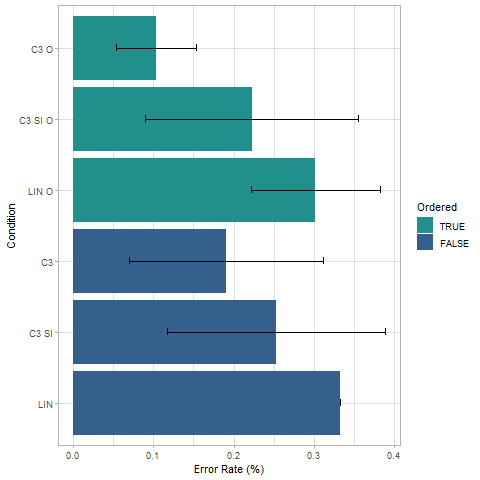 C3 O
C3 SI O
LIN O
C3
C3 SI
LIN
Condition
0.0 0.1 0.2 0.3 0.4
Error Rate (%)
Ordered
TRUE
FALSE